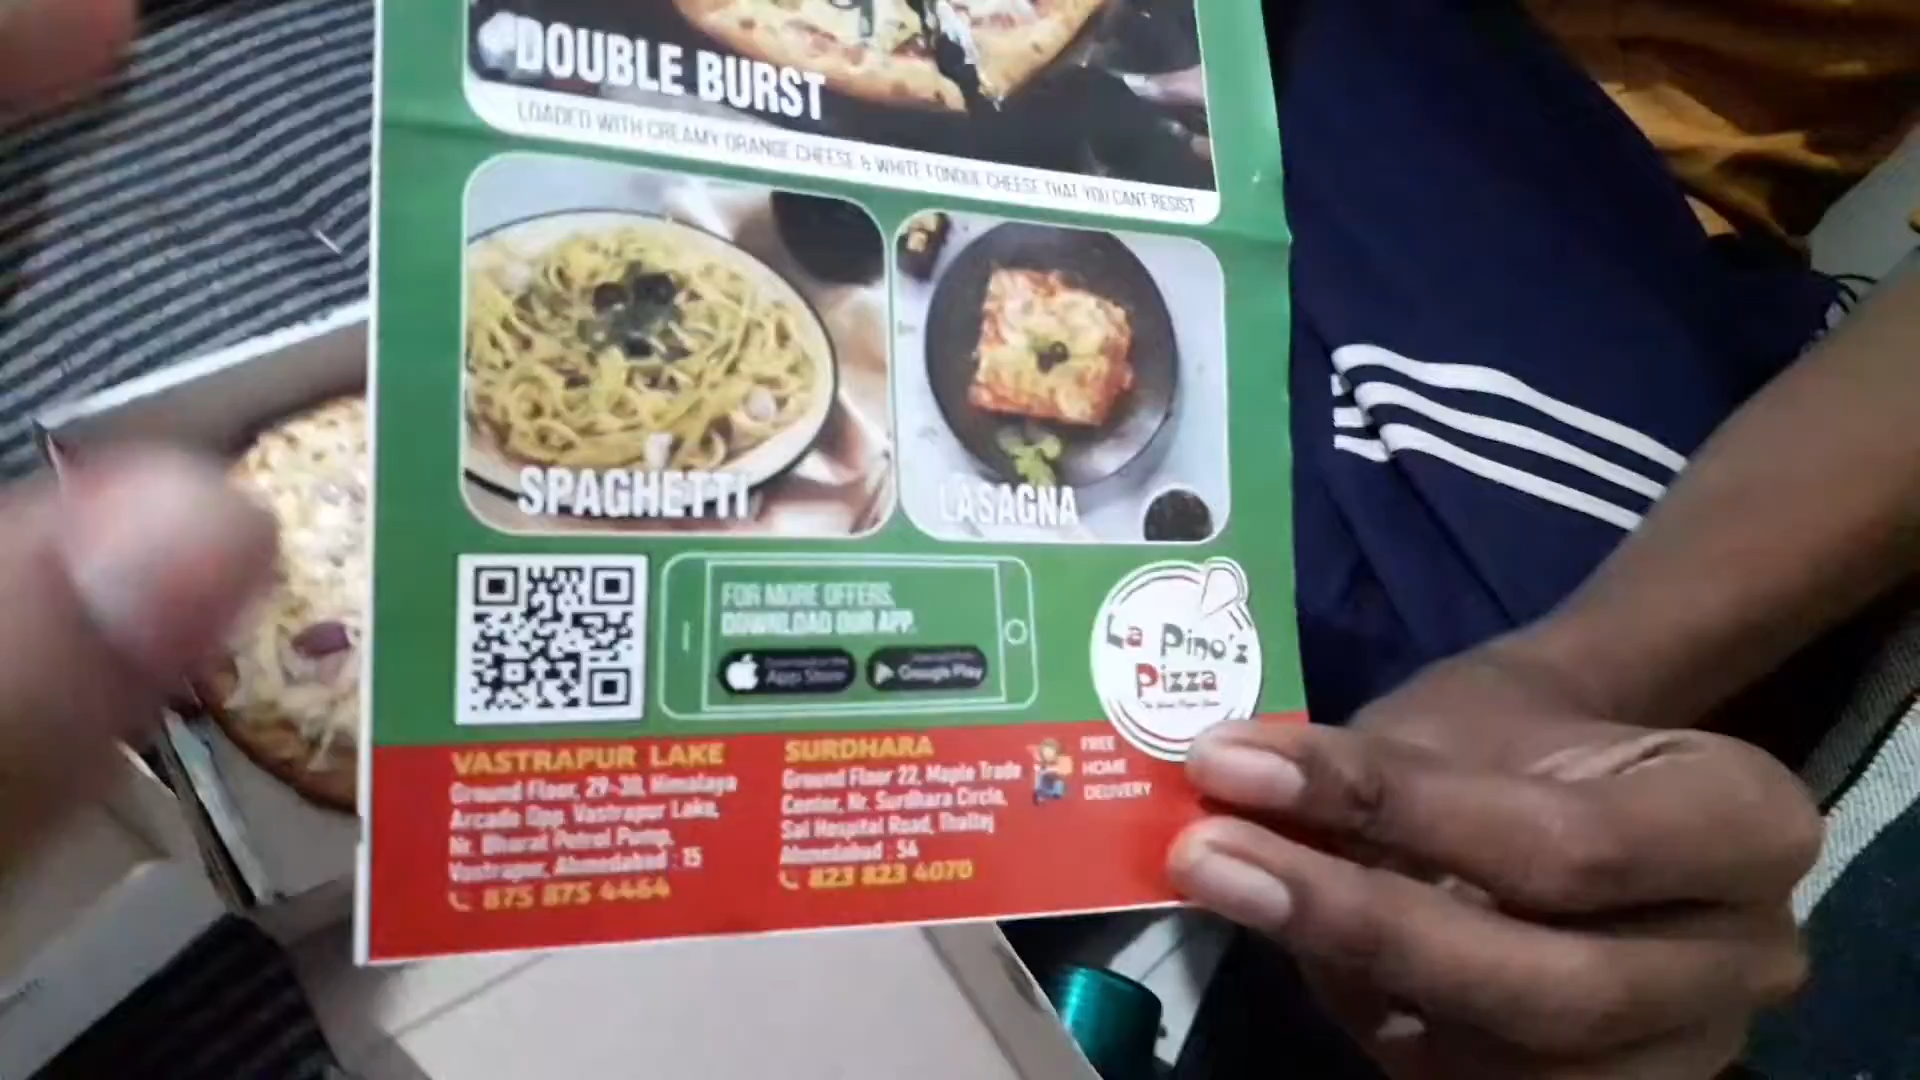 DOUBLE BURST
LOADED WITH CREAMY ORANGE CHEESE & WHITE FONDUE CHEESE THAT YOU CANT RESIST
SPAGHETTI
LASAGNA
FOR MORE OFFERS,
DOWNLOAD OUR APP.
App Store
Google Play
La Pino'z
Pizza
VASTRAPUR LAKE
Ground Floor, 29-30, Himalaya
Arcade Opp. Vastrapur Lake,
Nr. Bharat Petrol Pump,
Vastrapur, Ahmedabad : 15
875 875 4464
SURDHARA
Ground Floor 22, Maple Trade
Center, Nr. Surdhara Circle,
Sal Hospital Road, Thaltej
Ahmedabad : 54
823 823 4070
FREE
HOME
DELIVERY